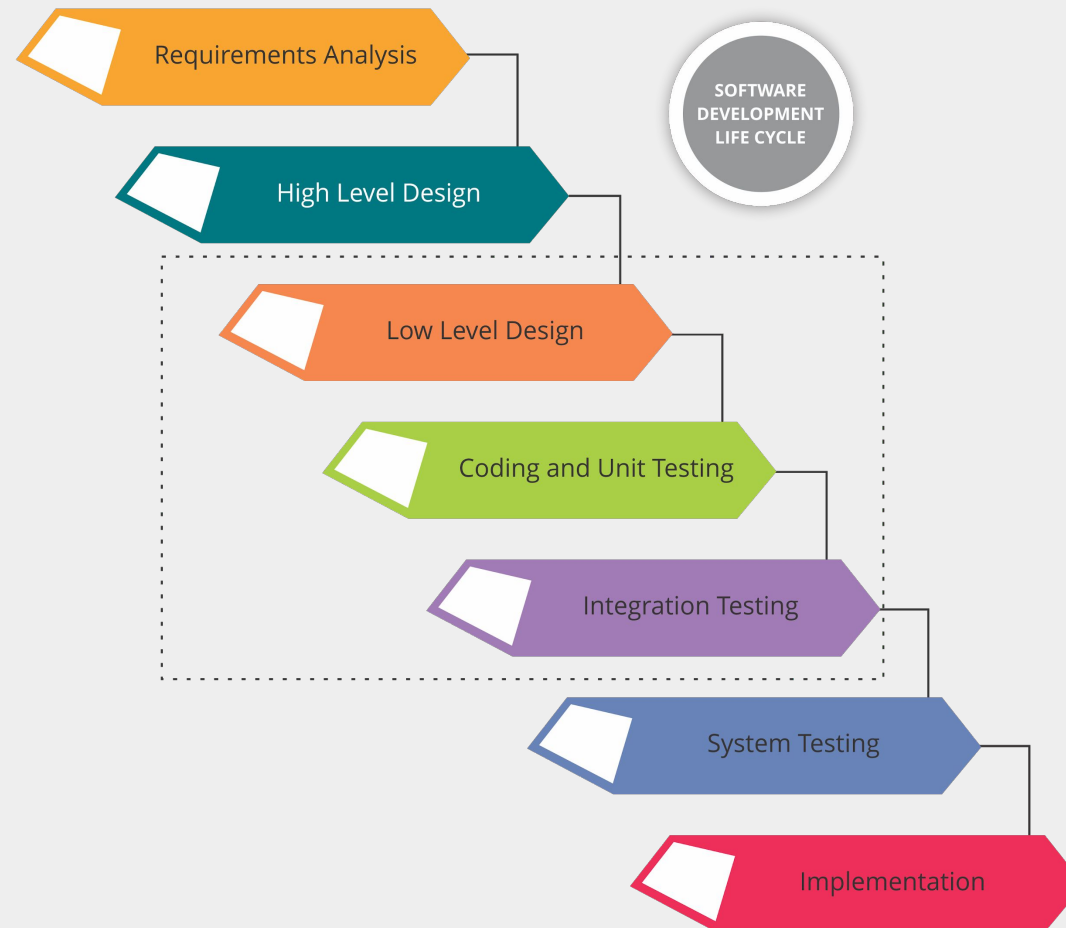 Requirements Analysis
SOFTWARE
DEVELOPMENT
LIFE CYCLE
High Level Design
Low Level Design
Coding and Unit Testing
Integration Testing
System Testing
Implementation